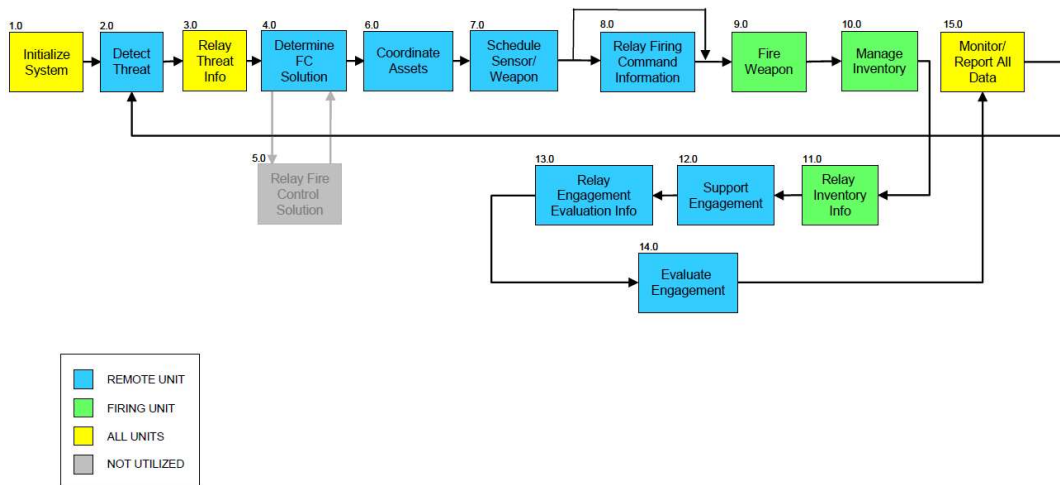 1.0
Initialize
System
2.0
Detect
Threat
3.0
Relay
Threat
Info
4.0
Determine
FC
Solution
6.0
Coordinate
Assets
7.0
Schedule
Sensor/
Weapon
8.0
Relay Firing
Command
Information
9.0
Fire
Weapon
10.0
Manage
Inventory
15.0
Monitor/
Report All
Data
5.0
Relay Fire
Control
Solution
13.0
Relay
Engagement
Evaluation Info
12.0
Support
Engagement
11.0
Relay
Inventory
Info
14.0
Evaluate
Engagement
REMOTE UNIT
FIRING UNIT
ALL UNITS
NOT UTILIZED